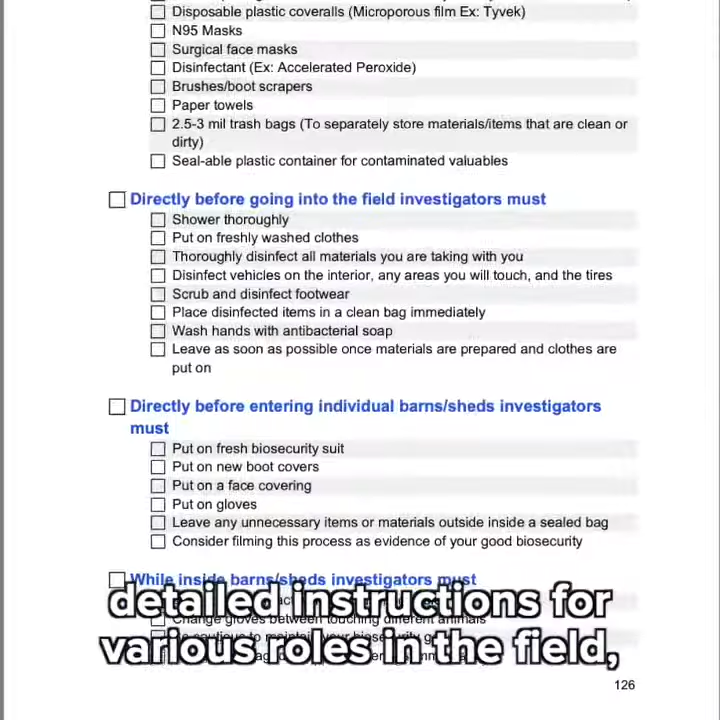 Disposable plastic coveralls (Microporous film Ex: Tyvek)
N95 Masks
Surgical face masks
Disinfectant (Ex: Accelerated Peroxide)
Brushes/boot scrapers
Paper towels
2.5-3 mil trash bags (To separately store materials/items that are clean or
dirty)
Seal-able plastic container for contaminated valuables
Directly before going into the field investigators must
Shower thoroughly
Put on freshly washed clothes
Thoroughly disinfect all materials you are taking with you
Disinfect vehicles on the interior, any areas you will touch, and the tires
Scrub and disinfect footwear
Place disinfected items in a clean bag immediately
Wash hands with antibacterial soap
Leave as soon as possible once materials are prepared and clothes are
put on
Directly before entering individual barns/sheds investigators
must
Put on fresh biosecurity suit
Put on new boot covers
Put on a face covering
Put on gloves
Leave any unnecessary items or materials outside inside a sealed bag
Consider filming this process as evidence of your good biosecurity
While inside barns/sheds investigators must
detailed instructions for
Change gloves between touching different animals
various roles in the field,
126